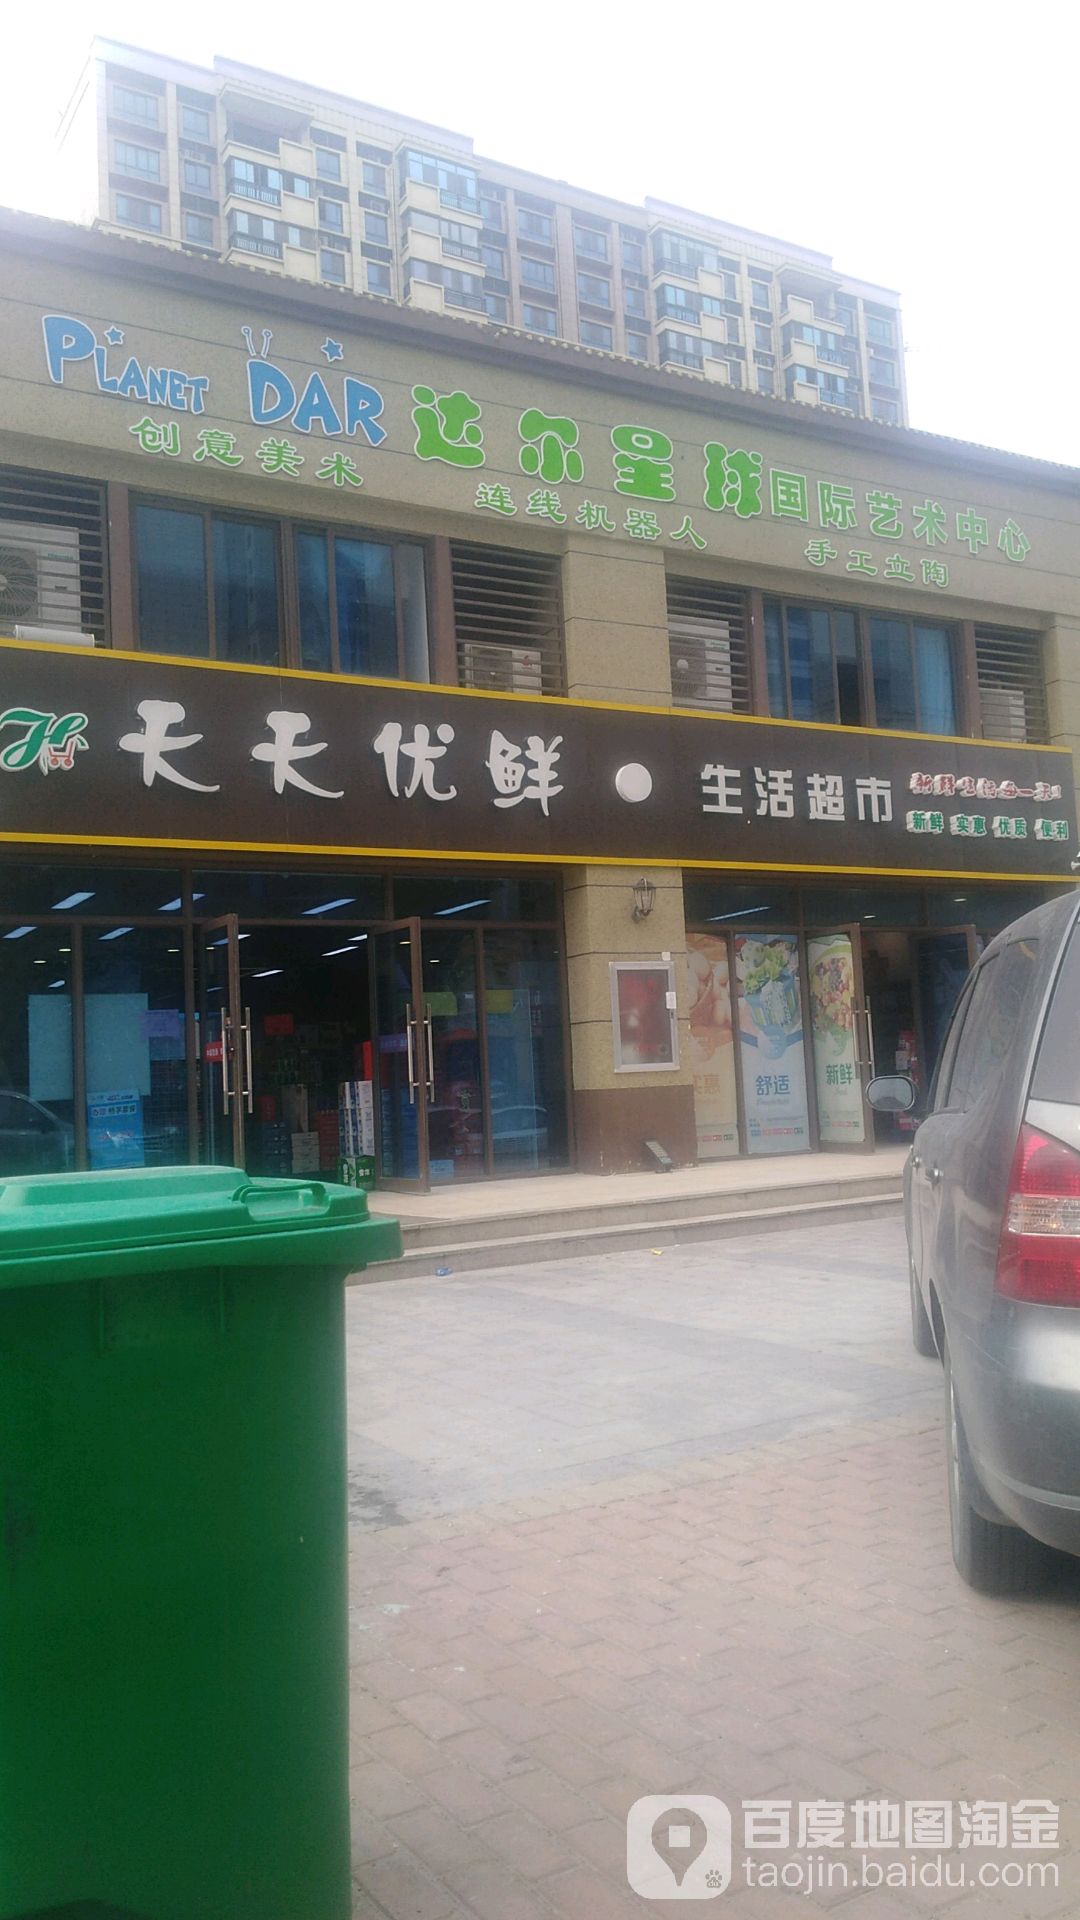 PLANET DAR 达尔星球国际艺术中心
创意美术 连线机器人 手工立陶
天天优鲜·生活超市
新鲜 实惠 优质 便利
实惠 舒适 新鲜
百度地图淘金
taojin.baidu.com